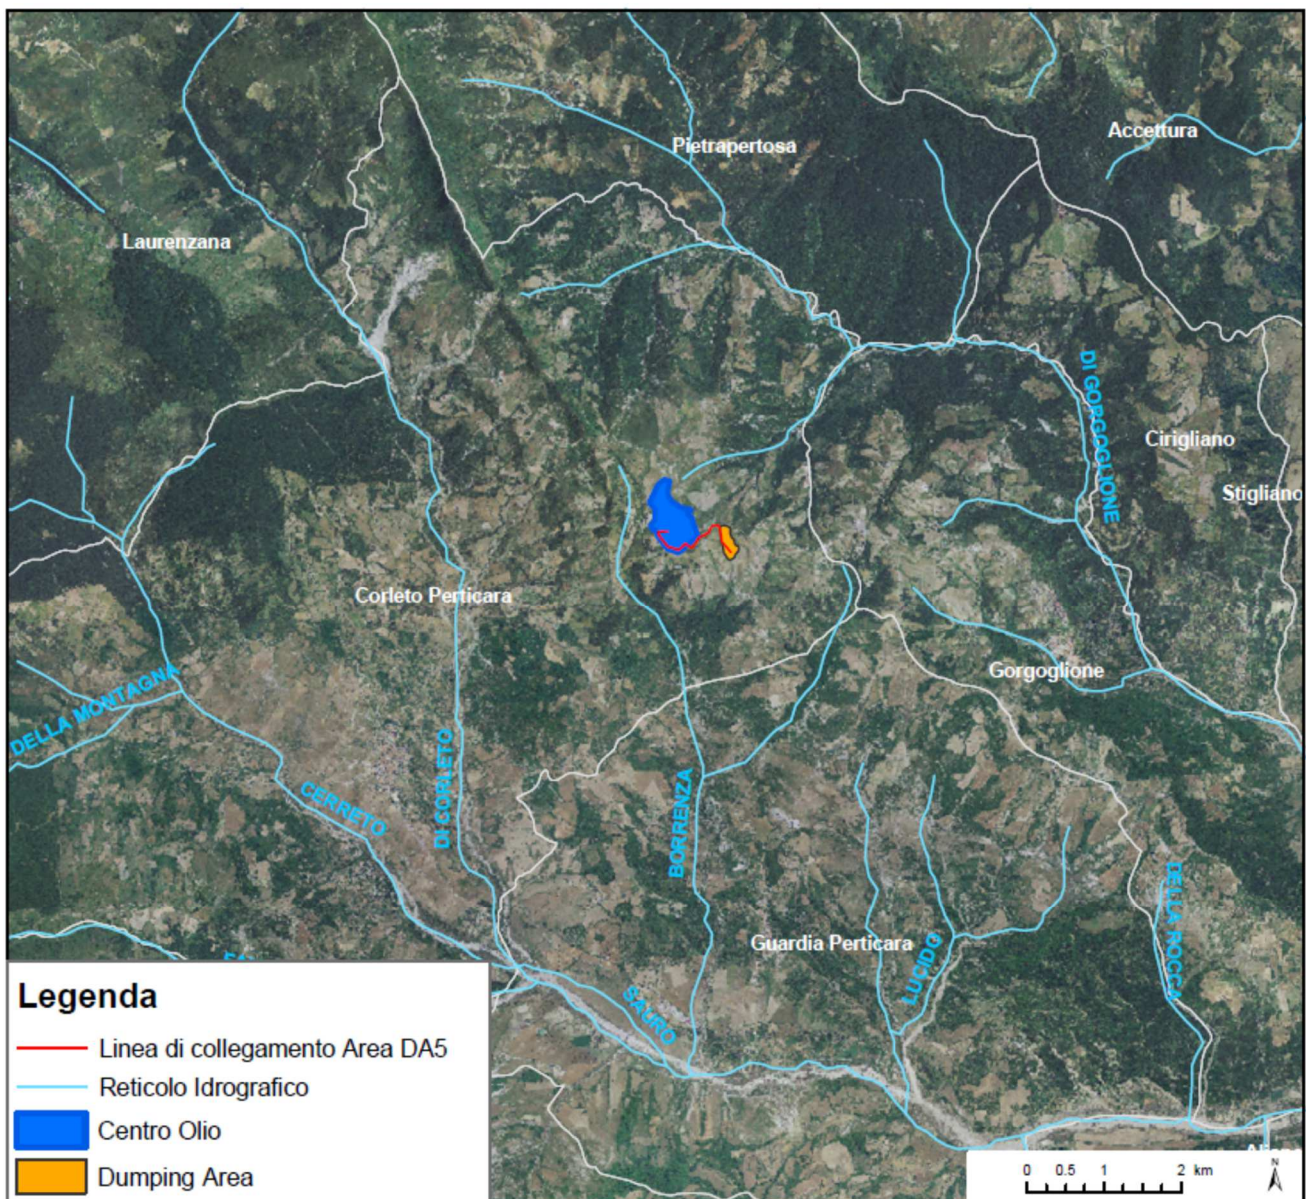 Accettura
Pietrapertosa
Laurenzana
DI GORGOGLIONE
Cirigliano
Stigliano
Corleto Perticara
Gorgoglione
DELLA MONTAGNA
DI CORLETO
CERRETO
BORRENZA
DELLA ROCCA
Guardia Perticara
LUCIDO
SAURO
Legenda
Linea di collegamento Area DA5
Reticolo Idrografico
Centro Olio
Dumping Area
0 0.5 1 2 km
N